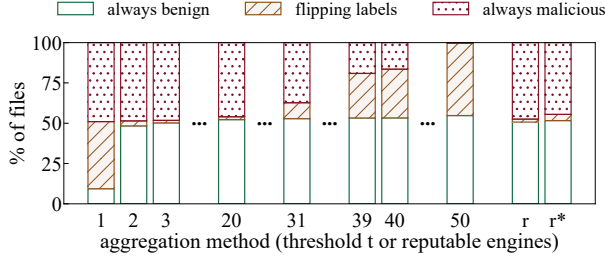 always benign flipping labels always malicious
100
75
50
25
0
% of files
... ... ... ...
1 2 3 20 31 39 40 50 r r*
aggregation method (threshold t or reputable engines)